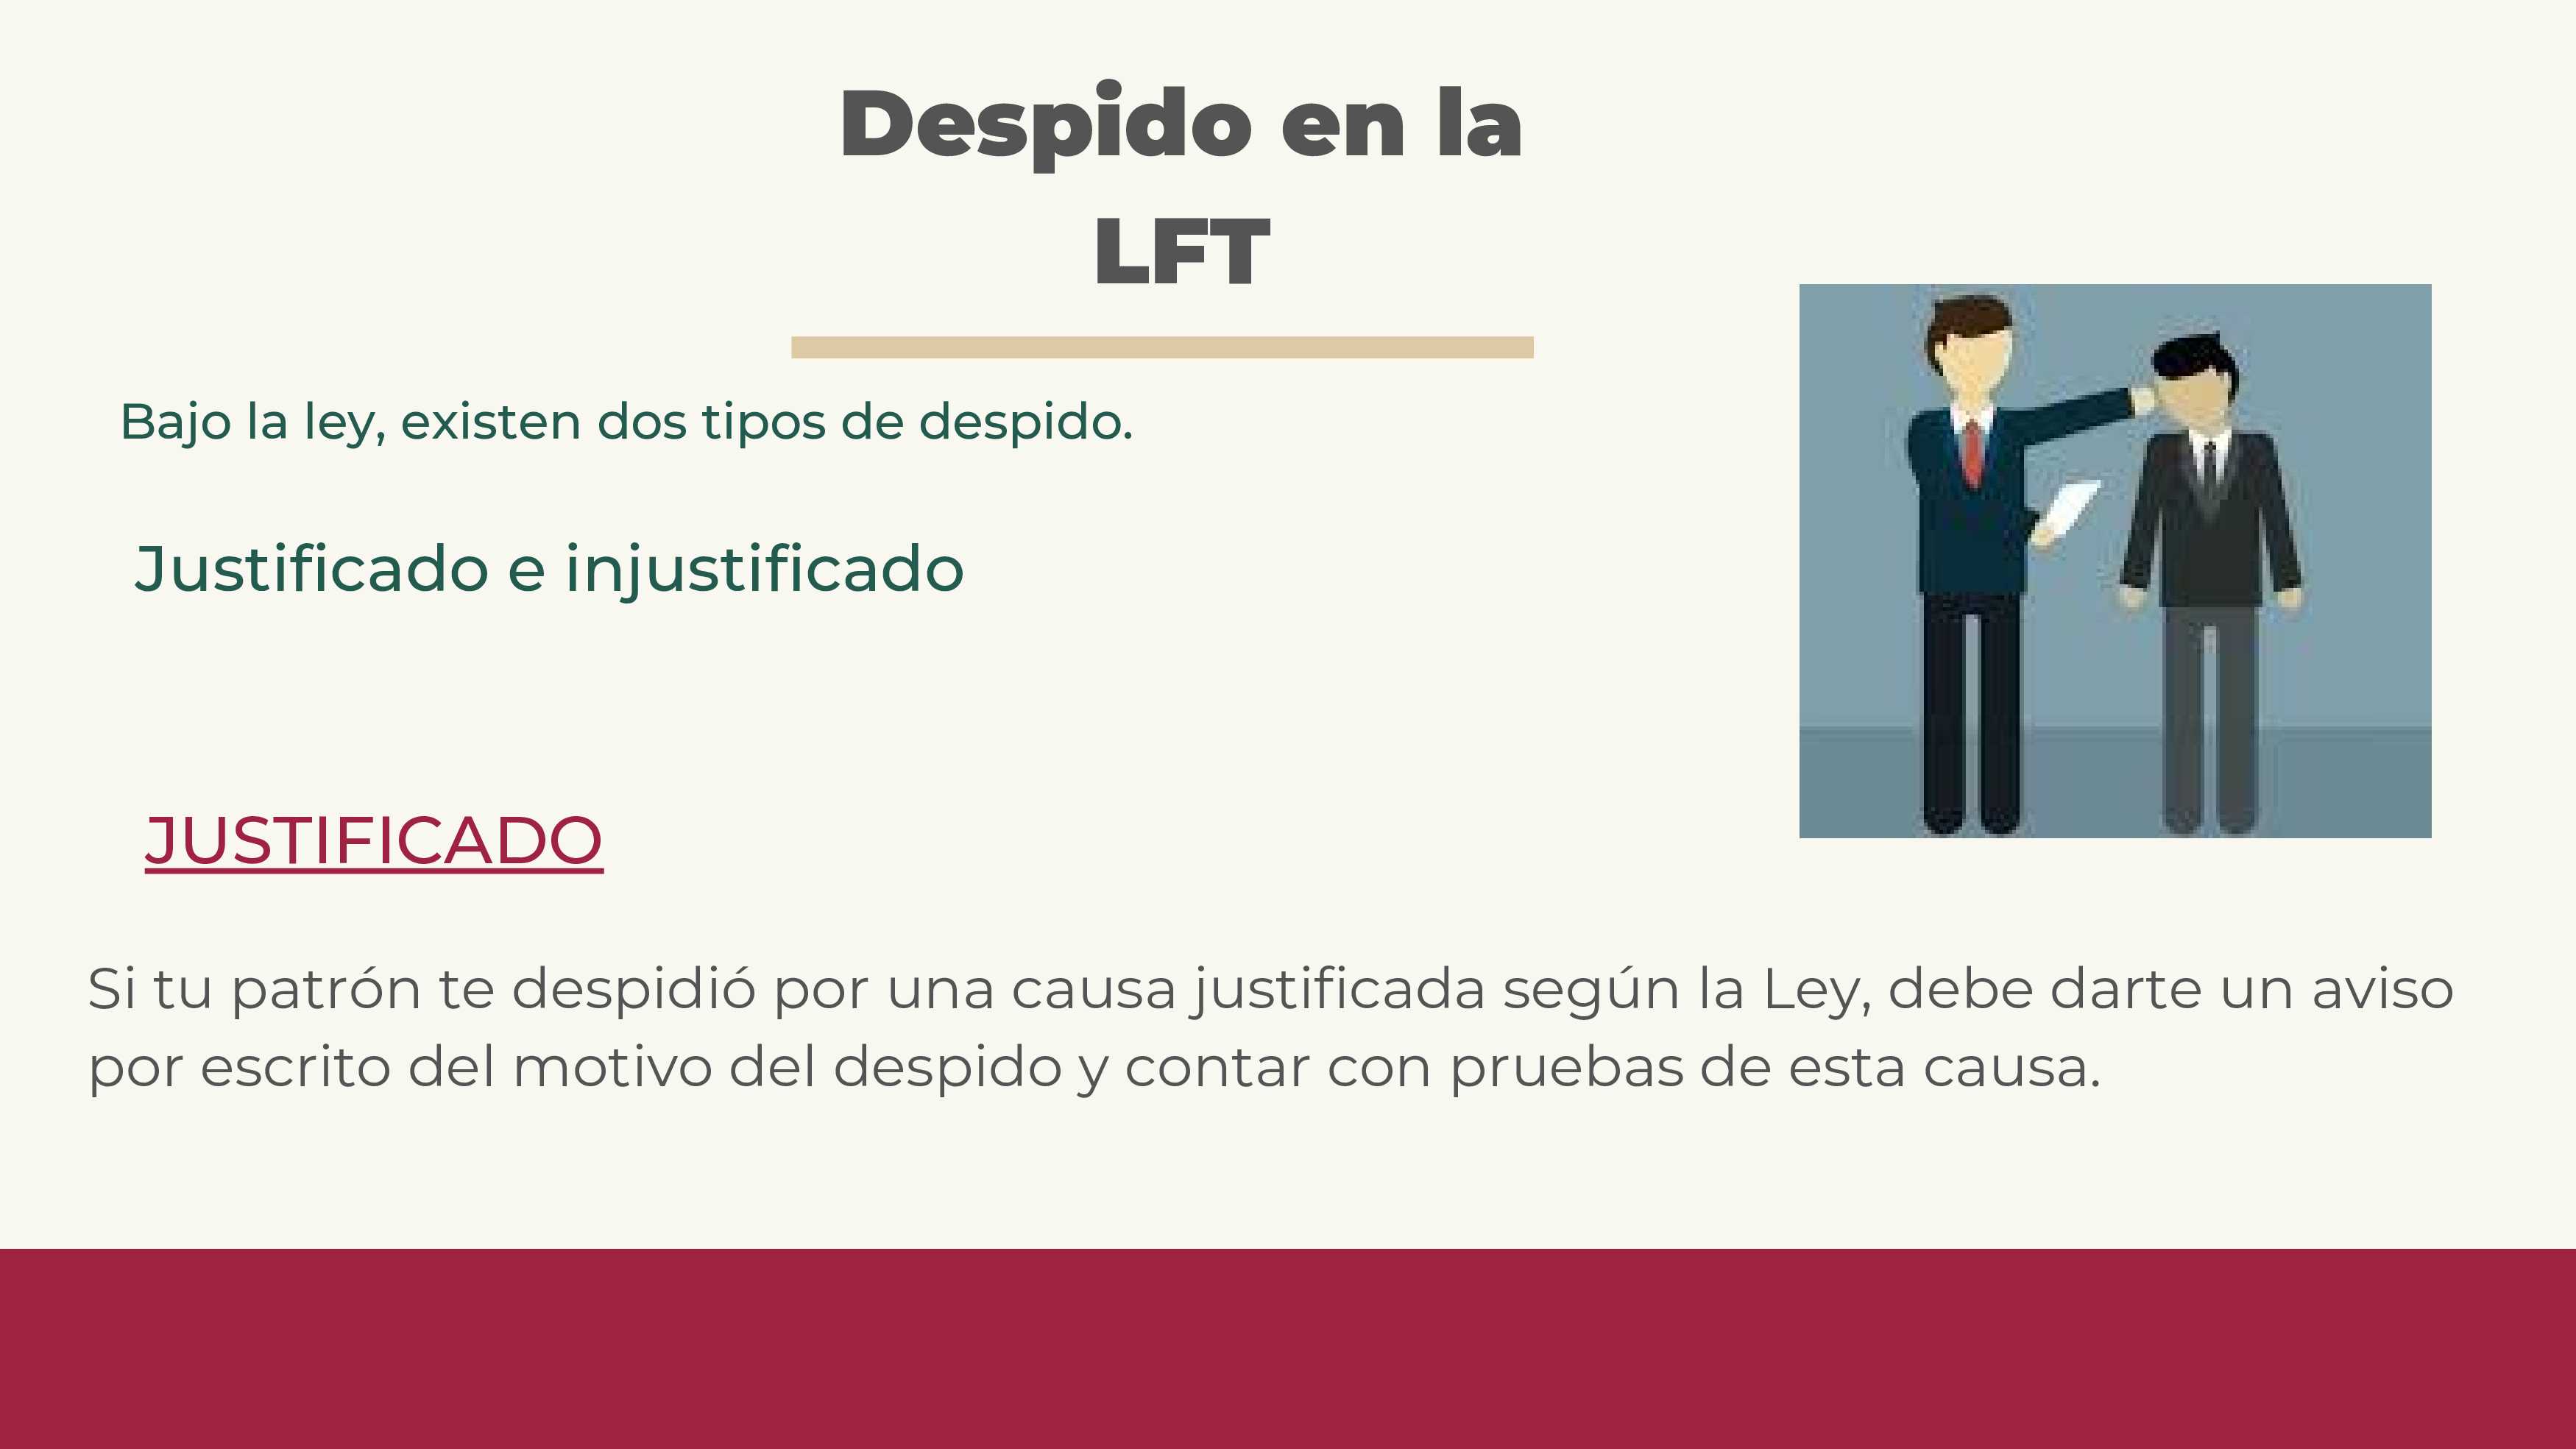 Despido en la
LFT
Bajo la ley, existen dos tipos de despido.
Justificado e injustificado
JUSTIFICADO
Si tu patrón te despidió por una causa justificada según la Ley, debe darte un aviso
por escrito del motivo del despido y contar con pruebas de esta causa.